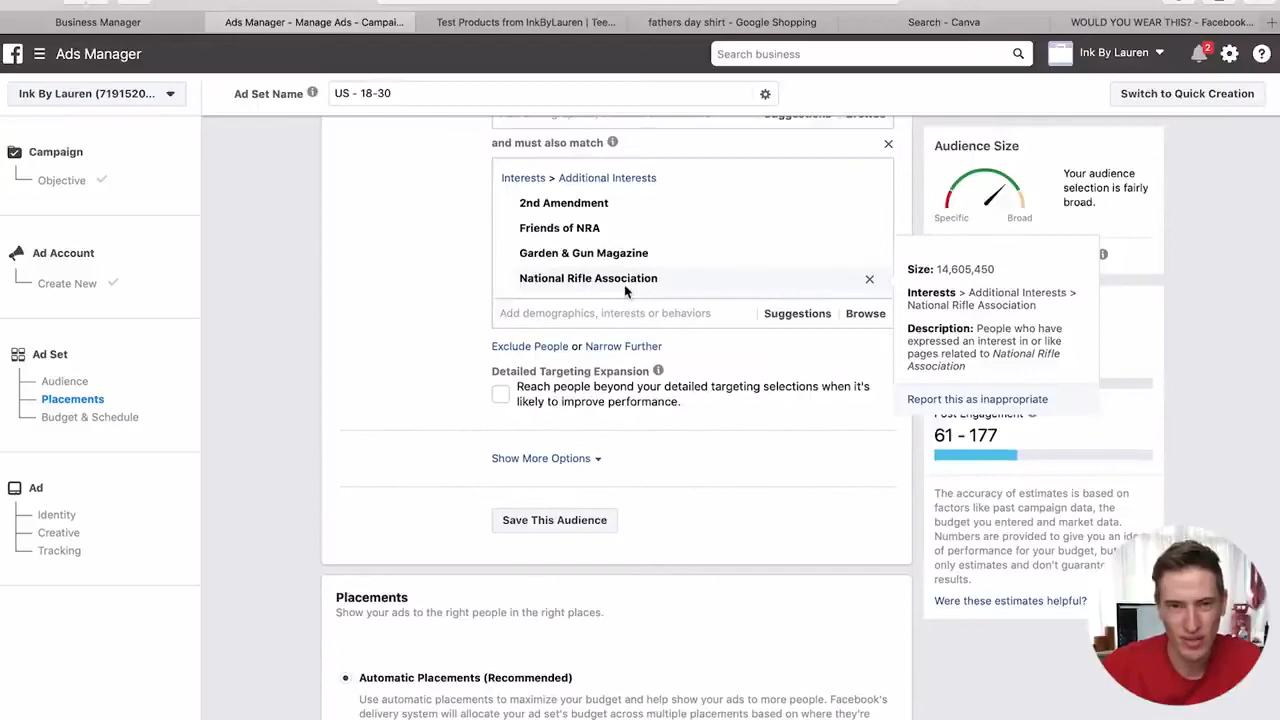 Business Manager
Ads Manager - Manage Ads - Campai...
Test Products from InkByLauren | Tee...
fathers day shirt - Google Shopping
Search - Canva
WOULD YOU WEAR THIS? - Facebook...
Ads Manager
Search business
Ink By Lauren
2
Ink By Lauren (7191520...
Ad Set Name
US - 18-30
Switch to Quick Creation
Campaign
Objective
Ad Account
Create New
Ad Set
Audience
Placements
Budget & Schedule
Ad
Identity
Creative
Tracking
Suggestions
Browse
and must also match
Interests > Additional Interests
2nd Amendment
Friends of NRA
Garden & Gun Magazine
National Rifle Association
Add demographics, interests or behaviors
Suggestions
Browse
Exclude People or Narrow Further
Detailed Targeting Expansion
Reach people beyond your detailed targeting selections when it's
likely to improve performance.
Show More Options
Save This Audience
Placements
Show your ads to the right people in the right places.
Automatic Placements (Recommended)
Use automatic placements to maximize your budget and help show your ads to more people. Facebook's
delivery system will allocate your ad set's budget across multiple placements based on where they're
Audience Size
Your audience
selection is fairly
broad.
Specific
Broad
Size: 14,605,450
Interests > Additional Interests >
National Rifle Association
Description: People who have
expressed an interest in or like
pages related to National Rifle
Association
Report this as inappropriate
Post Engagement
61 - 177
The accuracy of estimates is based on
factors like past campaign data, the
budget you entered and market data.
Numbers are provided to give you an
of performance for your budget,
only estimates and don't
results.
Were these estimates helpful?